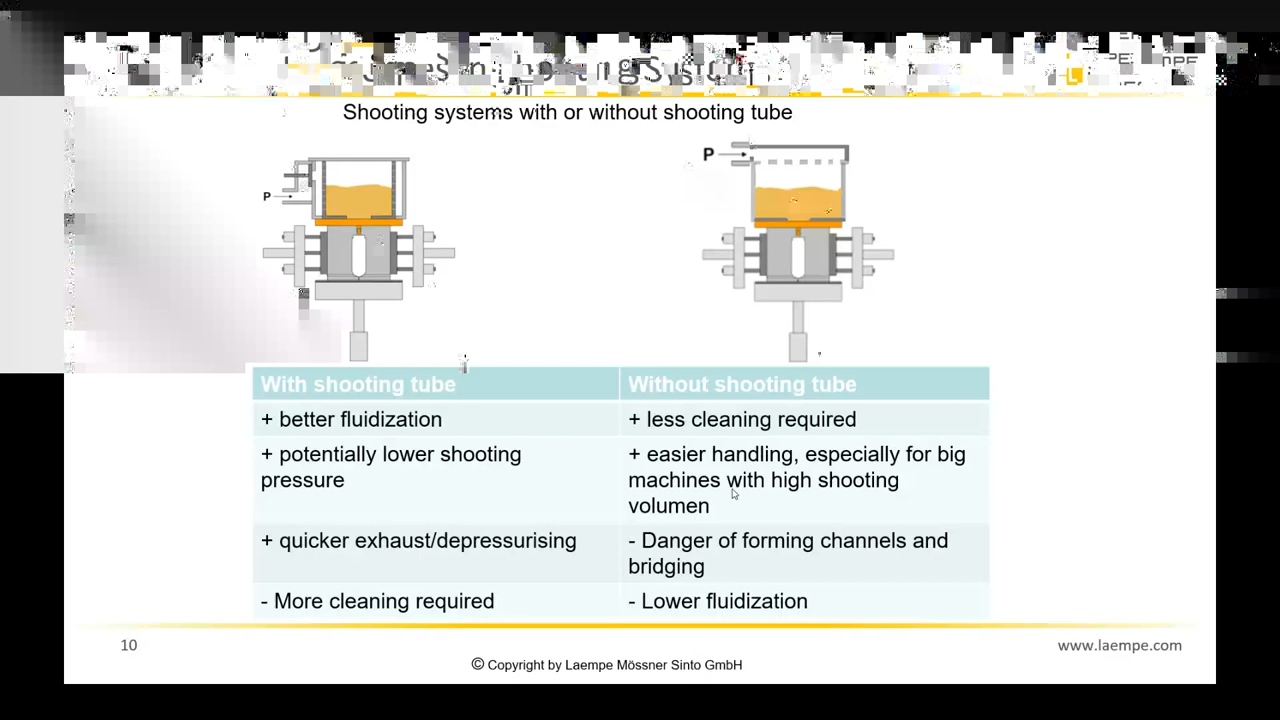 Shooting systems with or without shooting tube
P
P
With shooting tube
Without shooting tube
+ better fluidization
+ less cleaning required
+ potentially lower shooting
pressure
+ easier handling, especially for big
machines with high shooting
volumen
+ quicker exhaust/depressurising
- Danger of forming channels and
bridging
- More cleaning required
- Lower fluidization
10
www.laempe.com
© Copyright by Laempe Mössner Sinto GmbH